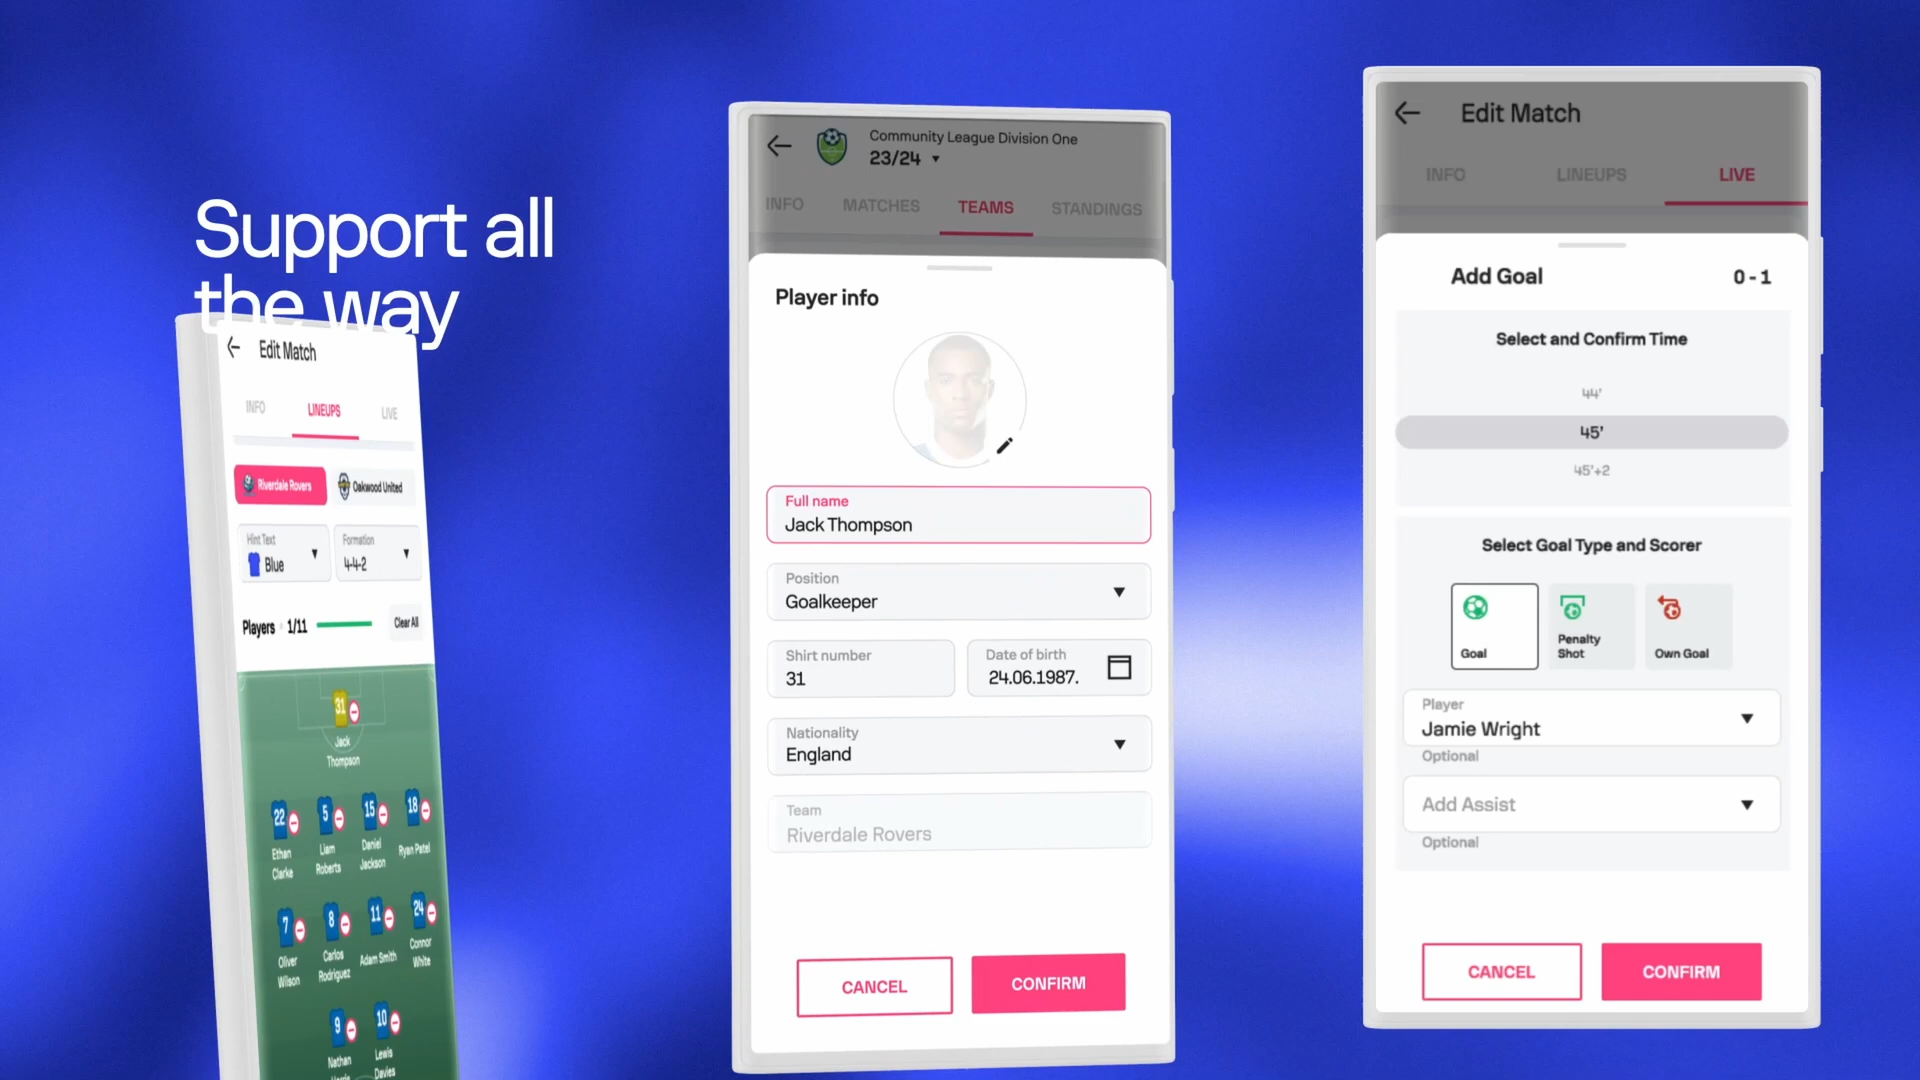 Support all
the way
Edit Match
INFO LINEUPS LIVE
Riverdale Rovers Oakwood United
Hint Text
Blue
Formation
4-4-2
Players 1/11 Clear All
31
Jack
Thompson
22 5 15 18
Ethan
Clarke
Liam
Roberts
Daniel
Jackson
Ryan Patel
7 8 11 24
Oliver
Wilson
Carlos
Rodriguez
Adam Smith
Connor
White
9 10
Nathan
Lewis
Davies
Community League Division One
23/24
INFO MATCHES TEAMS STANDINGS
Player info
Full name
Jack Thompson
Position
Goalkeeper
Shirt number
31
Date of birth
24.06.1987.
Nationality
England
Team
Riverdale Rovers
CANCEL CONFIRM
Edit Match
INFO LINEUPS LIVE
Add Goal 0 - 1
Select and Confirm Time
44'
45'
45'+2
Select Goal Type and Scorer
Goal
Penalty
Shot
Own Goal
Player
Jamie Wright
Optional
Add Assist
Optional
CANCEL CONFIRM